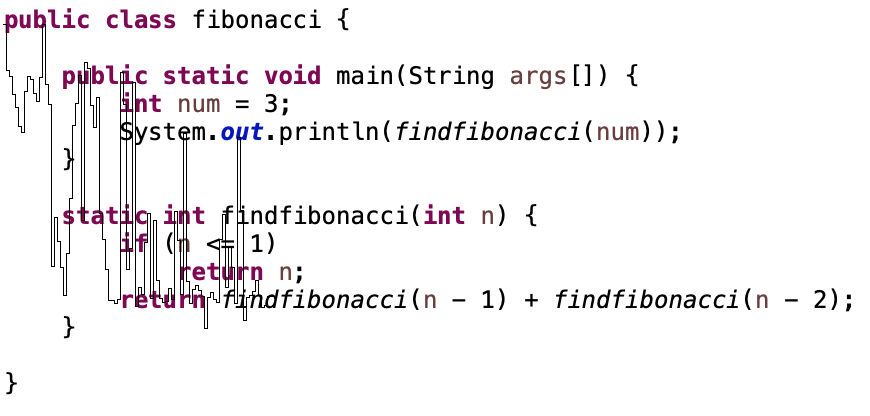 public class fibonacci {
public static void main(String args[]) {
int num = 3;
System.out.println(findfibonacci(num));
}
static int findfibonacci(int n) {
if (n <= 1)
return n;
return findfibonacci(n - 1) + findfibonacci(n - 2);
}
}